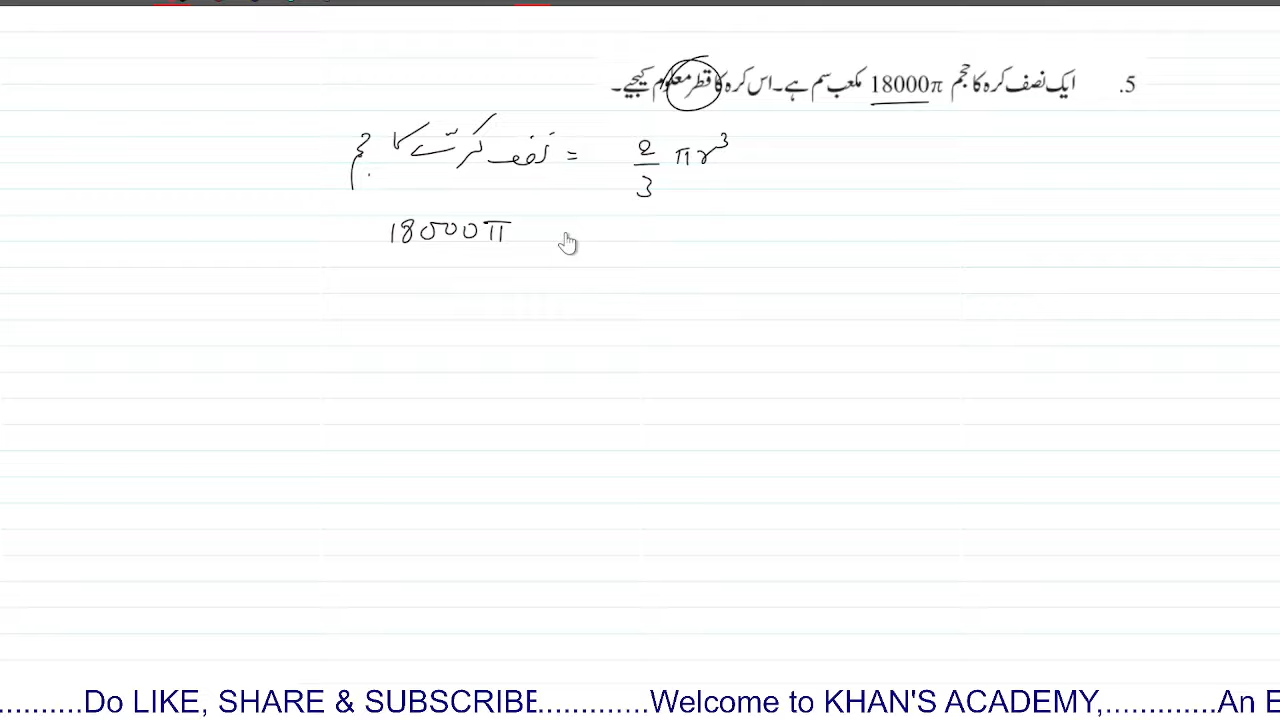 5. ایک نصف کرہ کا حجم 18000π مکعب سم ہے۔ اس کرہ کا قطر معلوم کیجیے۔
نصف کرّے کا حجم = 2/3 πr³
18000π
..........Do LIKE, SHARE & SUBSCRIBE.............Welcome to KHAN'S ACADEMY,.............An E